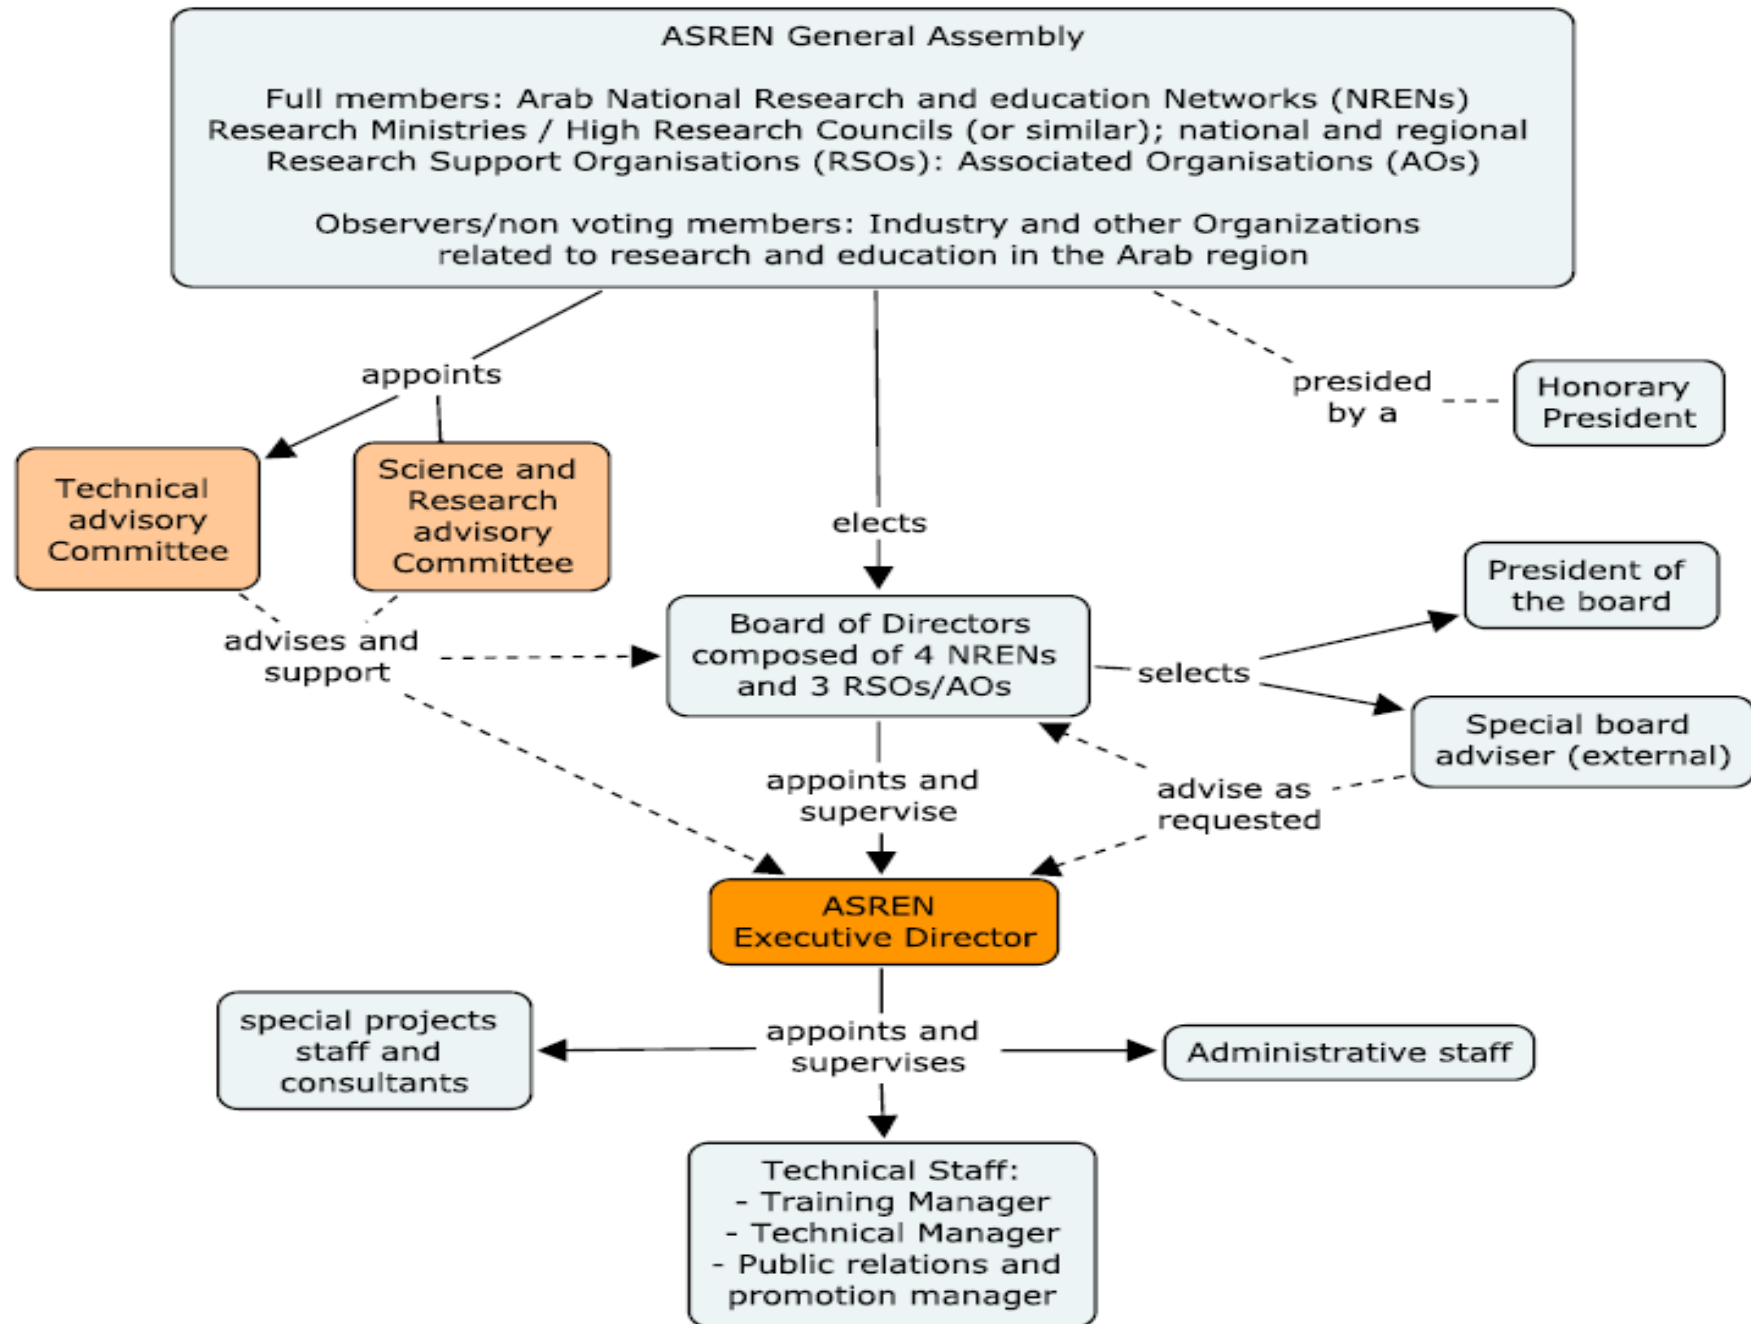 ASREN General Assembly
Full members: Arab National Research and education Networks (NRENs)
Research Ministries / High Research Councils (or similar); national and regional
Research Support Organisations (RSOs): Associated Organisations (AOs)
Observers/non voting members: Industry and other Organizations
related to research and education in the Arab region
appoints
presided
by a
Honorary
President
Technical
advisory
Committee
Science and
Research
advisory
Committee
elects
advises and
support
Board of Directors
composed of 4 NRENs
and 3 RSOs/AOs
selects
President of
the board
Special board
adviser (external)
appoints and
supervise
advise as
requested
ASREN
Executive Director
special projects
staff and
consultants
appoints and
supervises
Administrative staff
Technical Staff:
- Training Manager
- Technical Manager
- Public relations and
promotion manager